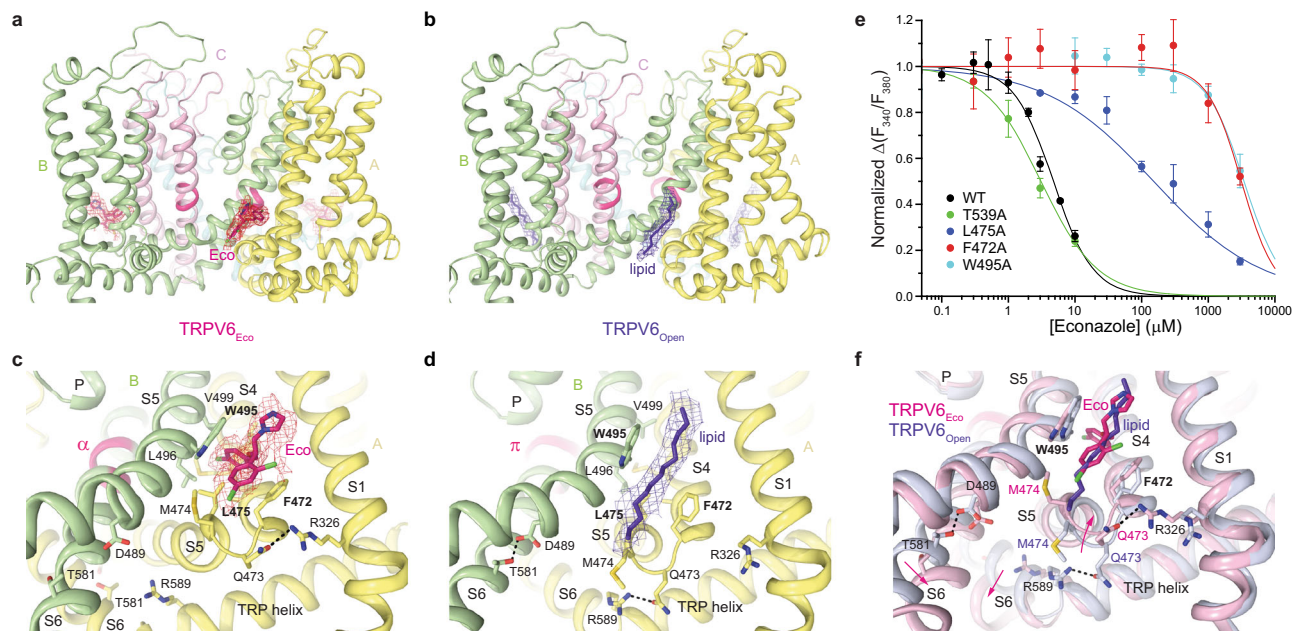 a
C
B
A
Eco
TRPV6Eco
b
C
B
A
lipid
TRPV6Open
e
Normalized Δ(F340/F380)
1.2
1.0
0.8
0.6
0.4
0.2
0.0
WT
T539A
L475A
F472A
W495A
0.1 1 10 100 1000 10000
[Econazole] (μM)
c
P
B
S5
S4
V499
W495
Eco
α
L496
A
S1
M474
L475
F472
R326
D489
S5
Q473
T581
T581
R589
TRP helix
S6
S6
d
P
B
S5
V499
W495
lipid
π
L496
S4
A
S1
L475
F472
S5
D489
M474
R326
T581
Q473
S6
S6
R589
TRP helix
f
P
S5
Eco
TRPV6Eco
lipid
TRPV6Open
S4
W495
S1
M474
F472
D489
S5
T581
Q473
R326
M474
Q473
S6
S6
R589
TRP helix